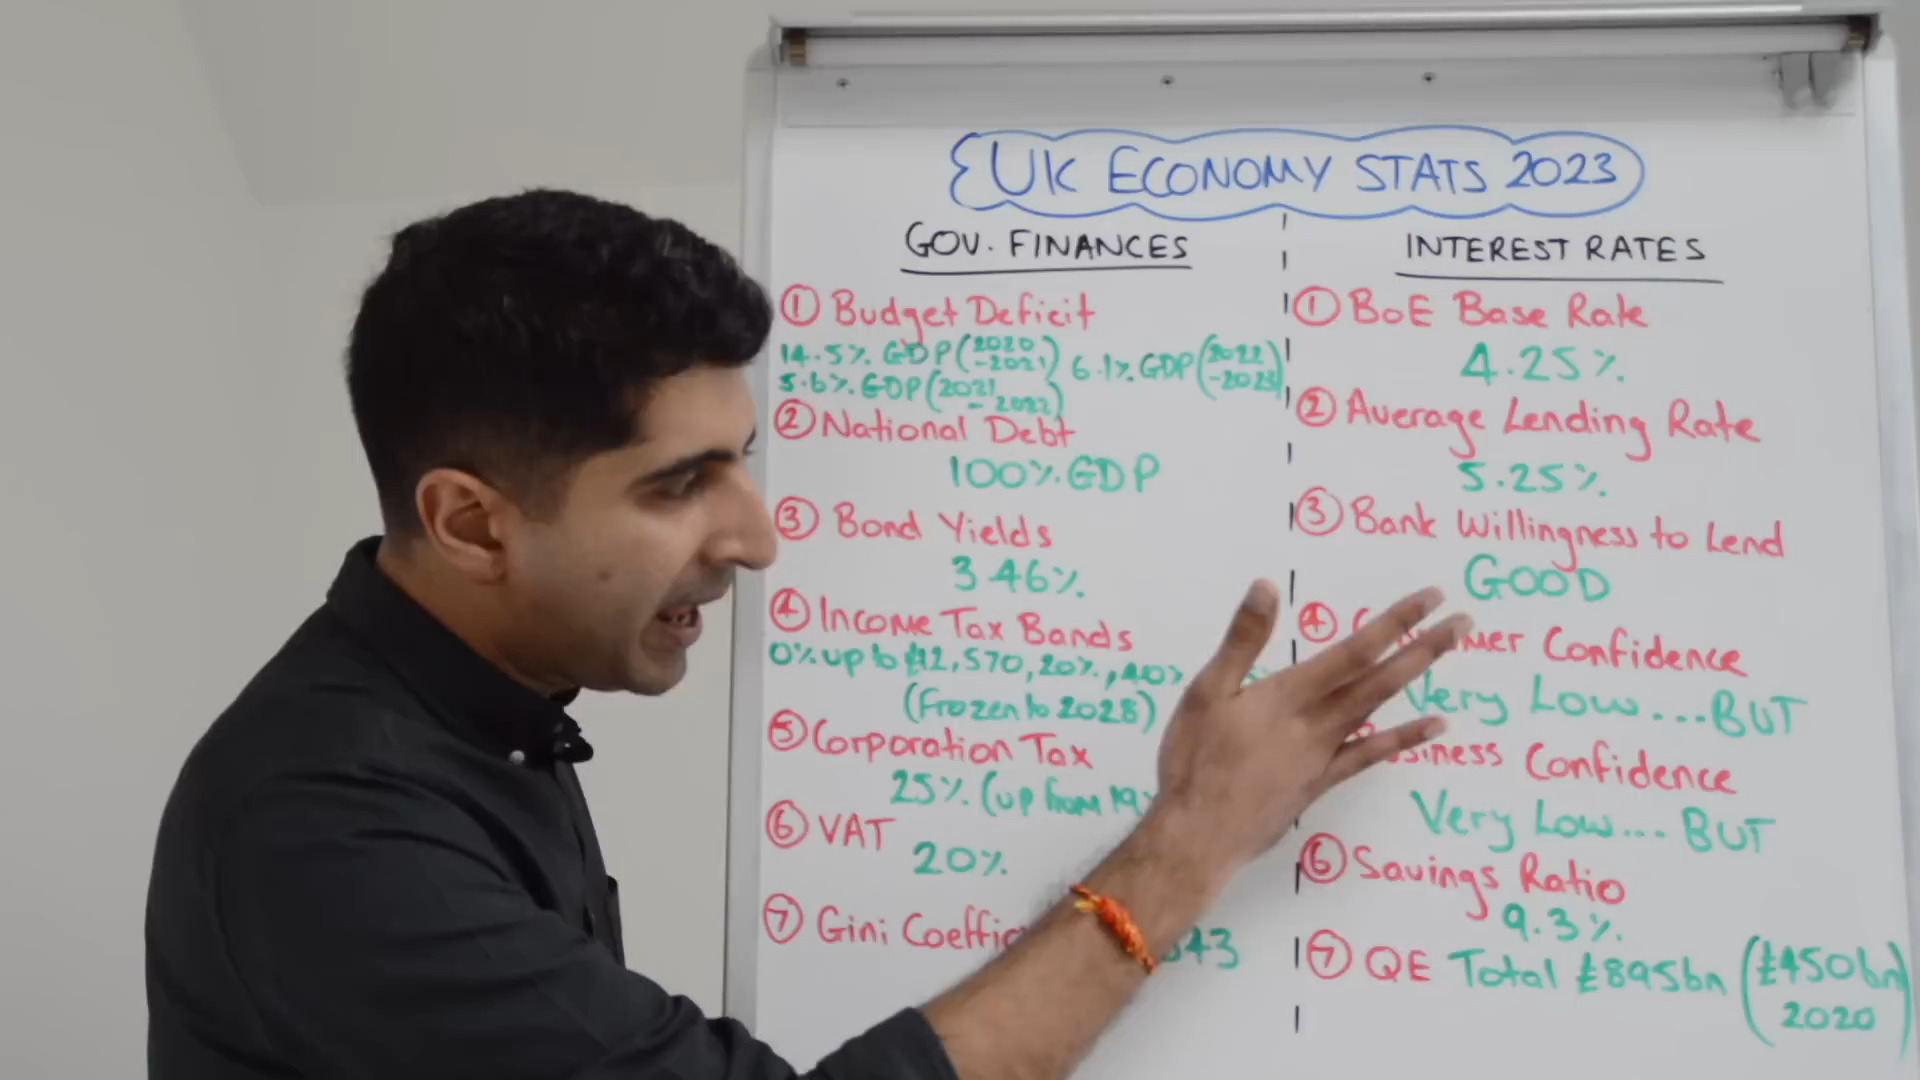 UK ECONOMY STATS 2023
GOV. FINANCES
① Budget Deficit
14.5% GDP (2020 -2021) 6.1% GDP (2022 -2023)
5.6% GDP (2021 - 2022)
② National Debt
100% GDP
③ Bond Yields
3.46%
④ Income Tax Bands
0% up to £12,570, 20%, 40%
(Frozen to 2028)
⑤ Corporation Tax
25% (up from 19%
⑥ VAT
20%
⑦ Gini
INTEREST RATES
① BoE Base Rate
4.25%
② Average Lending Rate
5.25%
③ Bank Willingness to Lend
GOOD
④ Confidence
Very Low...BUT
Business Confidence
Very Low.... BUT
⑥ Savings Ratio
9.3%
⑦ QE Total £895bn (£450bn 2020)